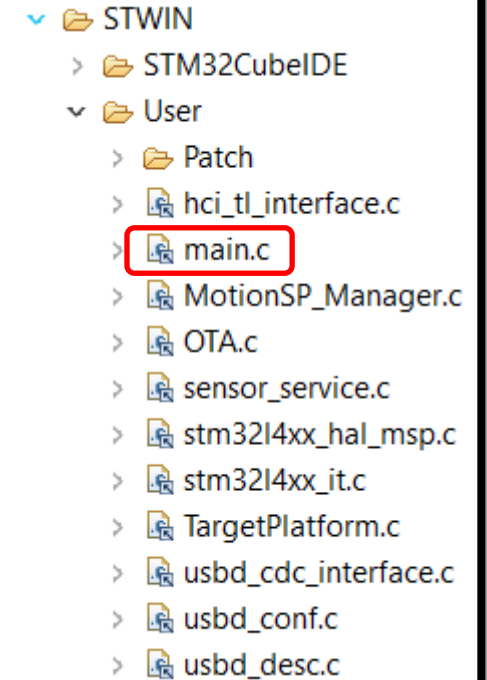 STWIN
STM32CubeIDE
User
Patch
hci_tl_interface.c
main.c
MotionSP_Manager.c
OTA.c
sensor_service.c
stm32l4xx_hal_msp.c
stm32l4xx_it.c
TargetPlatform.c
usbd_cdc_interface.c
usbd_conf.c
usbd_desc.c